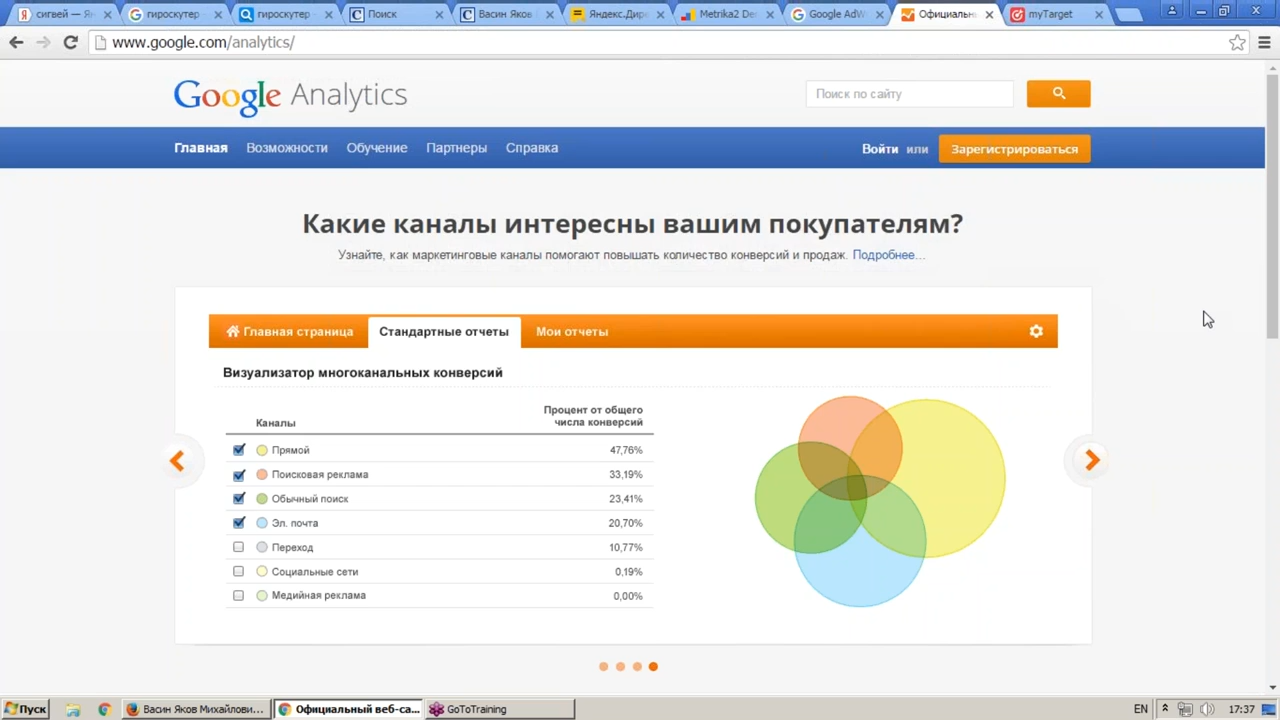 сигвей — Ян
гироскутер
гироскутер -
Поиск
Васин Яков
Яндекс.Дире
Metrika2 De
Google AdW
Официальн
myTarget
www.google.com/analytics/
Google Analytics
Поиск по сайту
Главная Возможности Обучение Партнеры Справка
Войти или Зарегистрироваться
Какие каналы интересны вашим покупателям?
Узнайте, как маркетинговые каналы помогают повышать количество конверсий и продаж. Подробнее...
Главная страница Стандартные отчеты Мои отчеты
Визуализатор многоканальных конверсий
Процент от общего
Каналы числа конверсий
Прямой 47,76%
Поисковая реклама 33,19%
Обычный поиск 23,41%
Эл. почта 20,70%
Переход 10,77%
Социальные сети 0,19%
Медийная реклама 0,00%
Пуск Васин Яков Михайлови... Официальный веб-са... GoToTraining EN 17:37